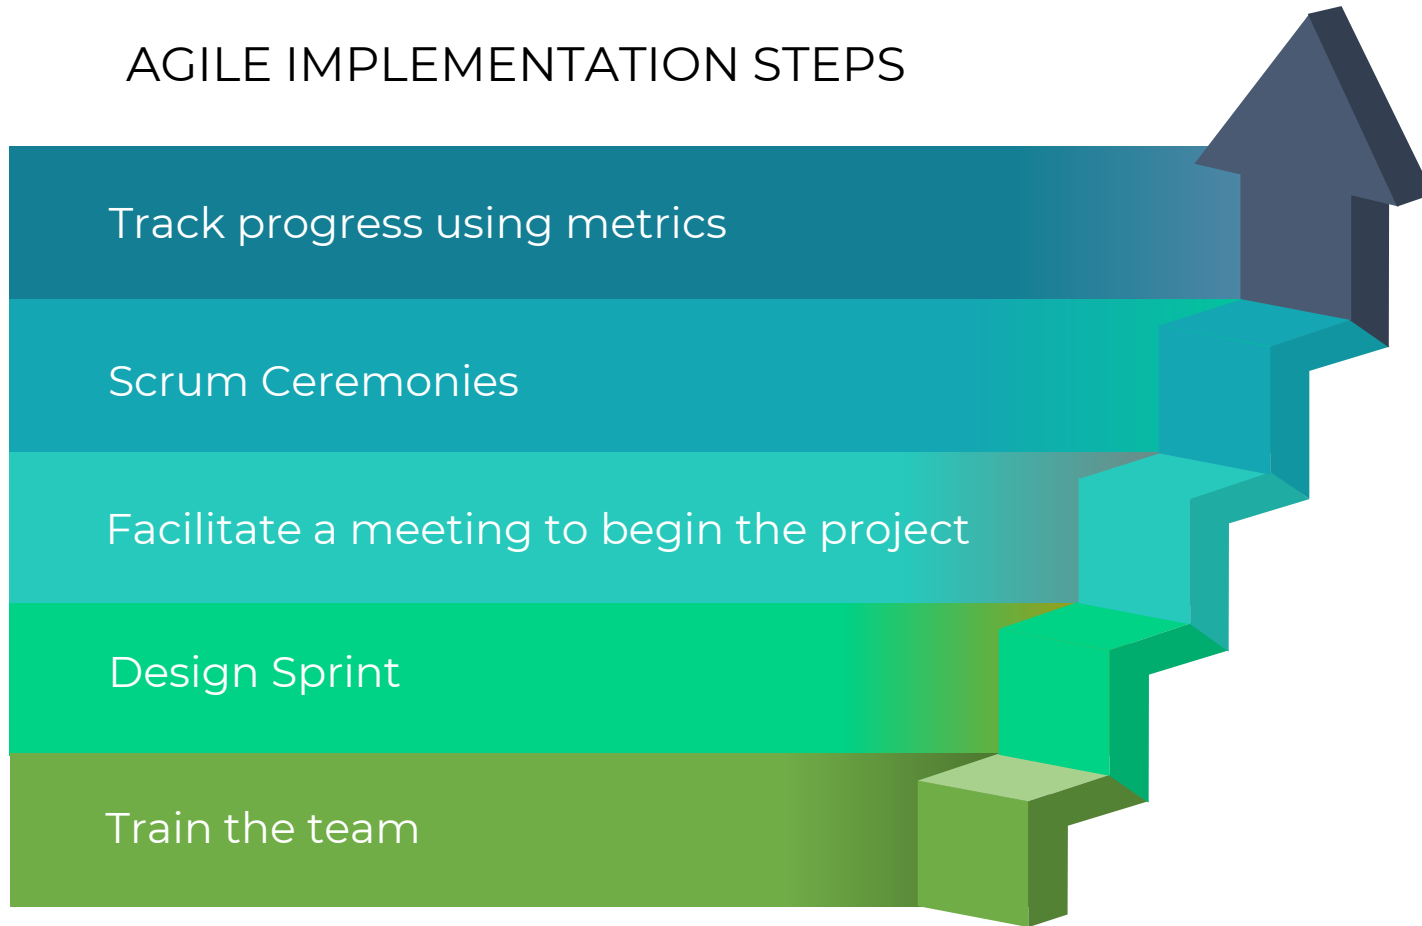 AGILE IMPLEMENTATION STEPS
Track progress using metrics
Scrum Ceremonies
Facilitate a meeting to begin the project
Design Sprint
Train the team